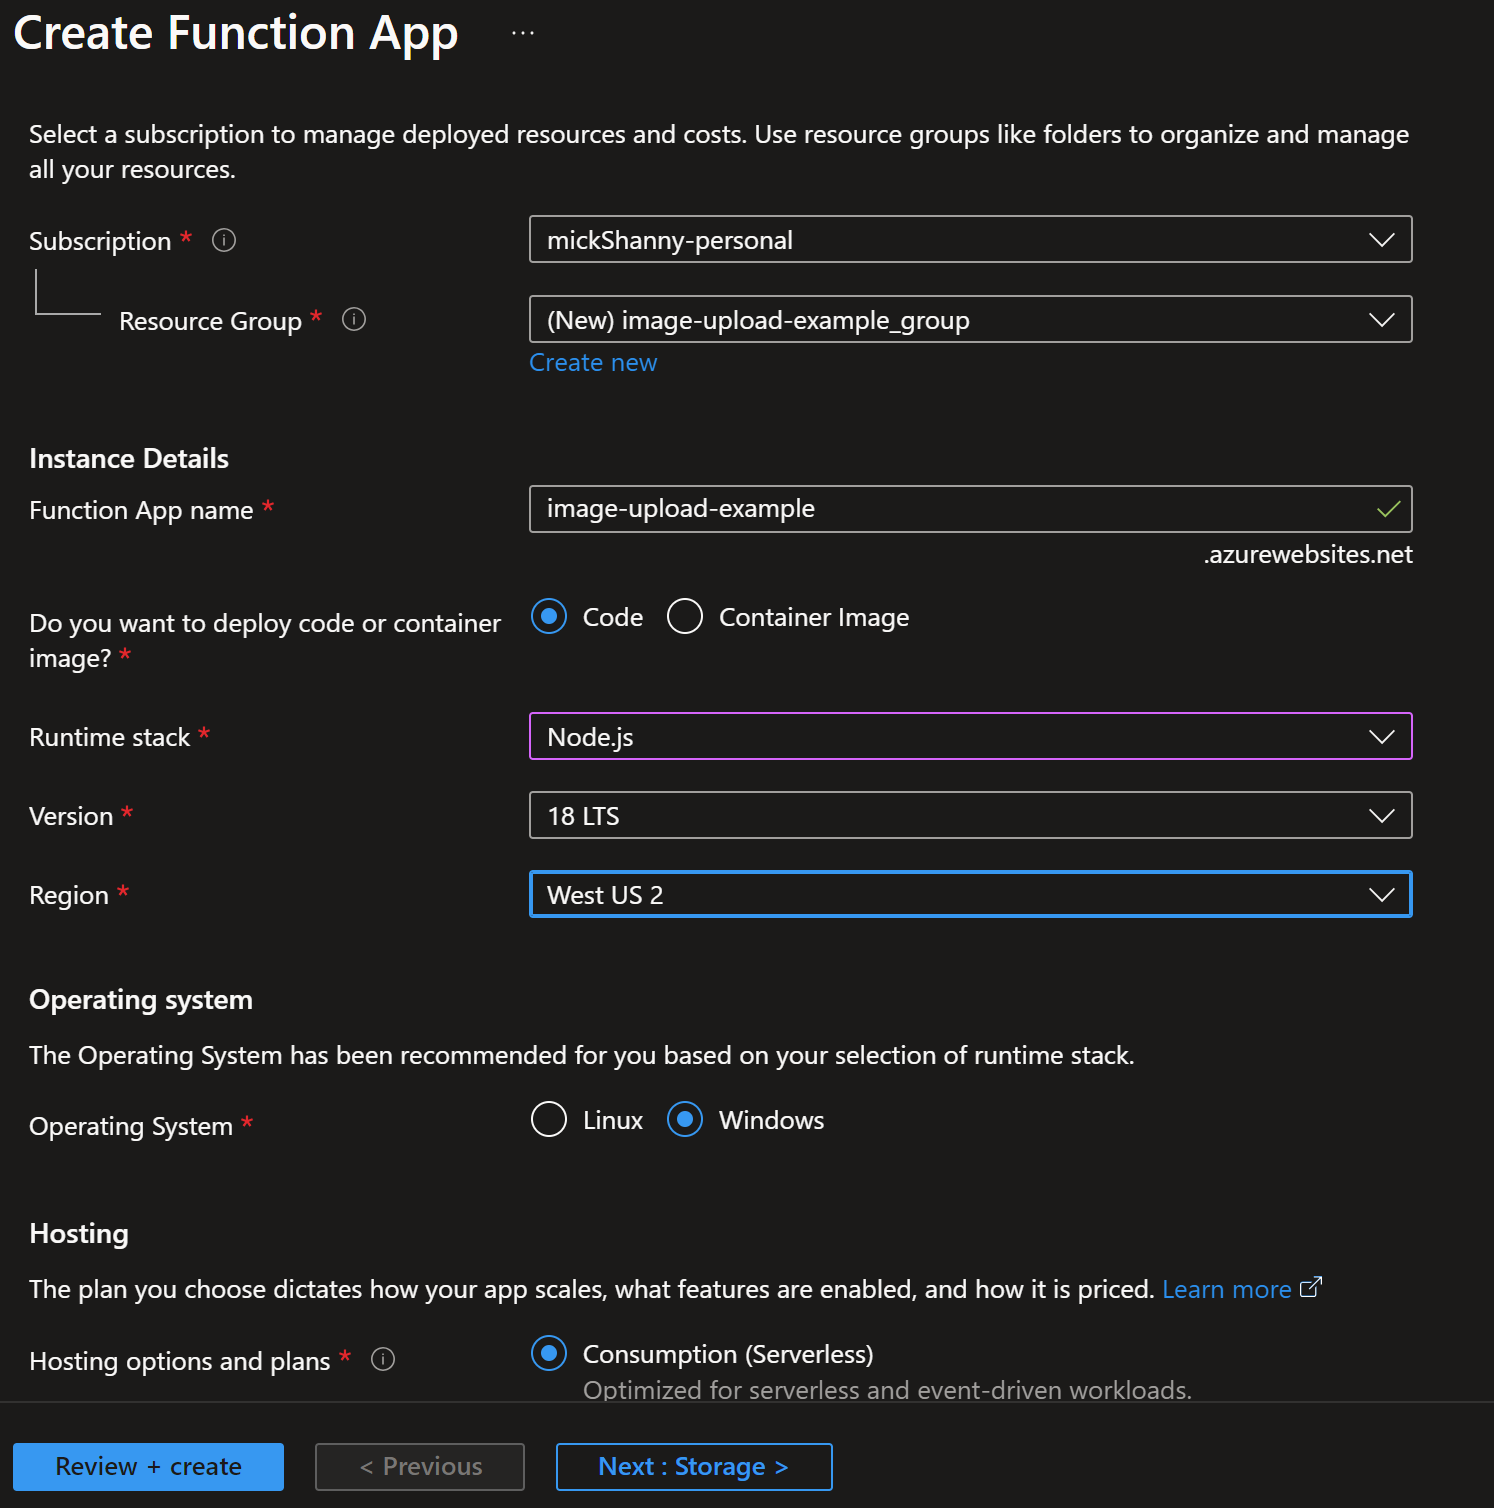 Create Function App ...
Select a subscription to manage deployed resources and costs. Use resource groups like folders to organize and manage
all your resources.
Subscription * mickShanny-personal
Resource Group * (New) image-upload-example_group
Create new
Instance Details
Function App name * image-upload-example
.azurewebsites.net
Do you want to deploy code or container
image? *
Code Container Image
Runtime stack * Node.js
Version * 18 LTS
Region * West US 2
Operating system
The Operating System has been recommended for you based on your selection of runtime stack.
Operating System * Linux Windows
Hosting
The plan you choose dictates how your app scales, what features are enabled, and how it is priced. Learn more
Hosting options and plans * Consumption (Serverless)
Optimized for serverless and event-driven workloads.
Review + create < Previous Next : Storage >